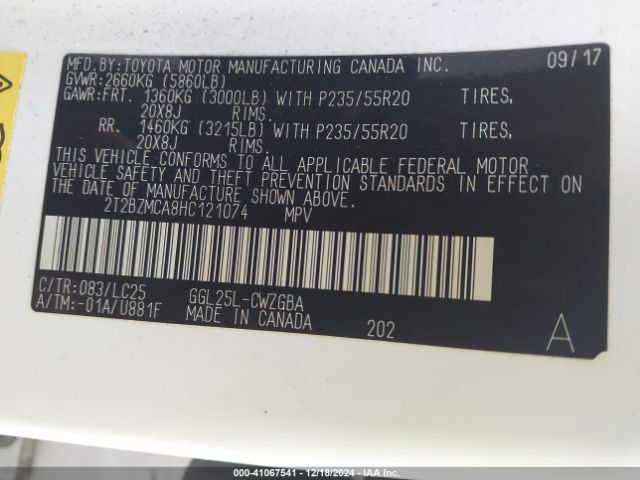 MFD.BY:TOYOTA MOTOR MANUFACTURING CANADA INC. 09/17
GVWR:2660KG (5860LB)
GAWR:FRT. 1360KG (3000LB) WITH P235/55R20 TIRES,
20X8J RIMS.
RR. 1460KG (3215LB) WITH P235/55R20 TIRES,
20X8J RIMS.
THIS VEHICLE CONFORMS TO ALL APPLICABLE FEDERAL MOTOR
VEHICLE SAFETY AND THEFT PREVENTION STANDARDS IN EFFECT ON
THE DATE OF MANUFACTURE SHOWN ABOVE.
2T2BZMCA8HC121074 MPV
C/TR:083/LC25 GGL25L-CWZGBA
A/TM:-01A/U881F MADE IN CANADA 202 A
000-41067541 - 12/18/2024 - IAA, Inc.